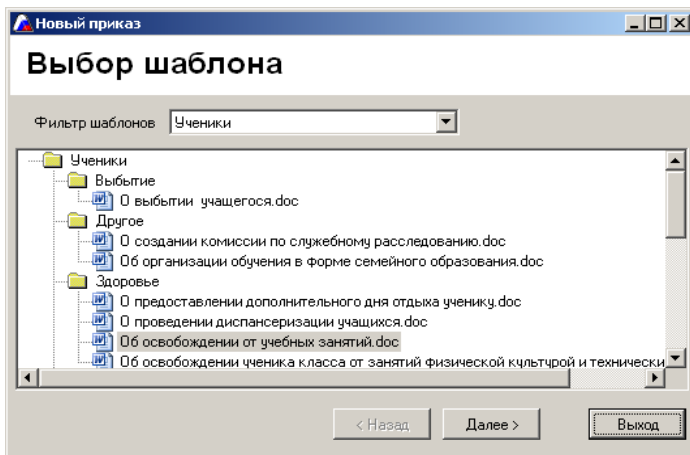 Новый приказ
Выбор шаблона
Фильтр шаблонов Ученики
Ученики
Выбытие
О выбытии учащегося.doc
Другое
О создании комиссии по служебному расследованию.doc
Об организации обучения в форме семейного образования.doc
Здоровье
О предоставлении дополнительного дня отдыха ученику.doc
О проведении диспансеризации учащихся.doc
Об освобождении от учебных занятий.doc
Об освобождении ученика класса от занятий физической культурой и технически
< Назад Далее > Выход